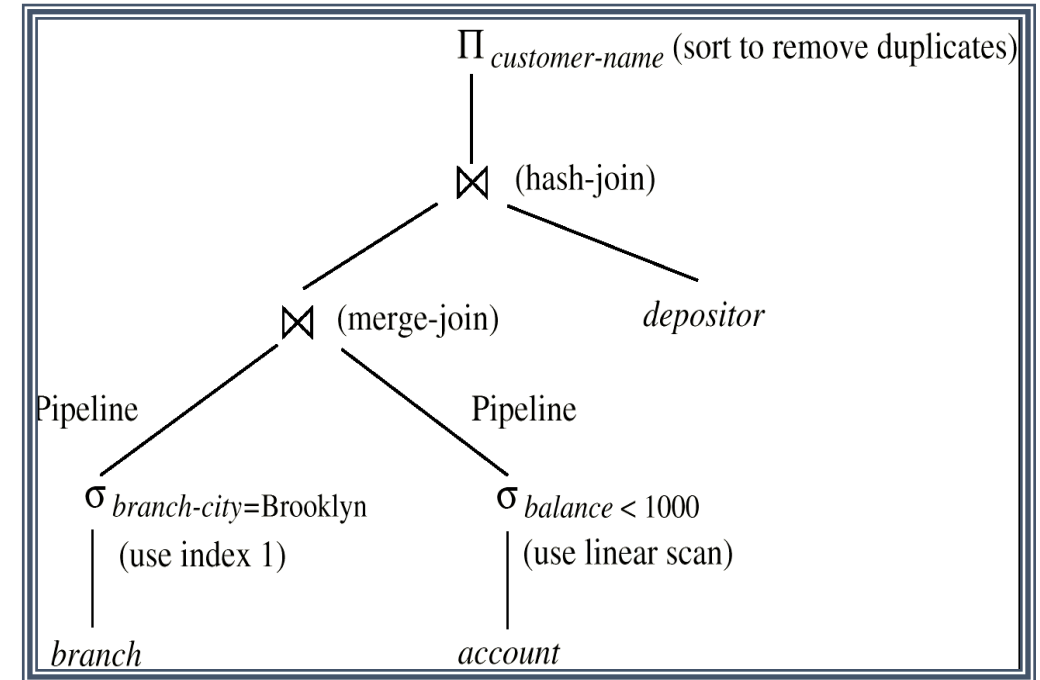 Π customer-name (sort to remove duplicates)
⋈ (hash-join)
⋈ (merge-join)
depositor
Pipeline
Pipeline
σ branch-city=Brooklyn
σ balance < 1000
(use index 1)
(use linear scan)
branch
account